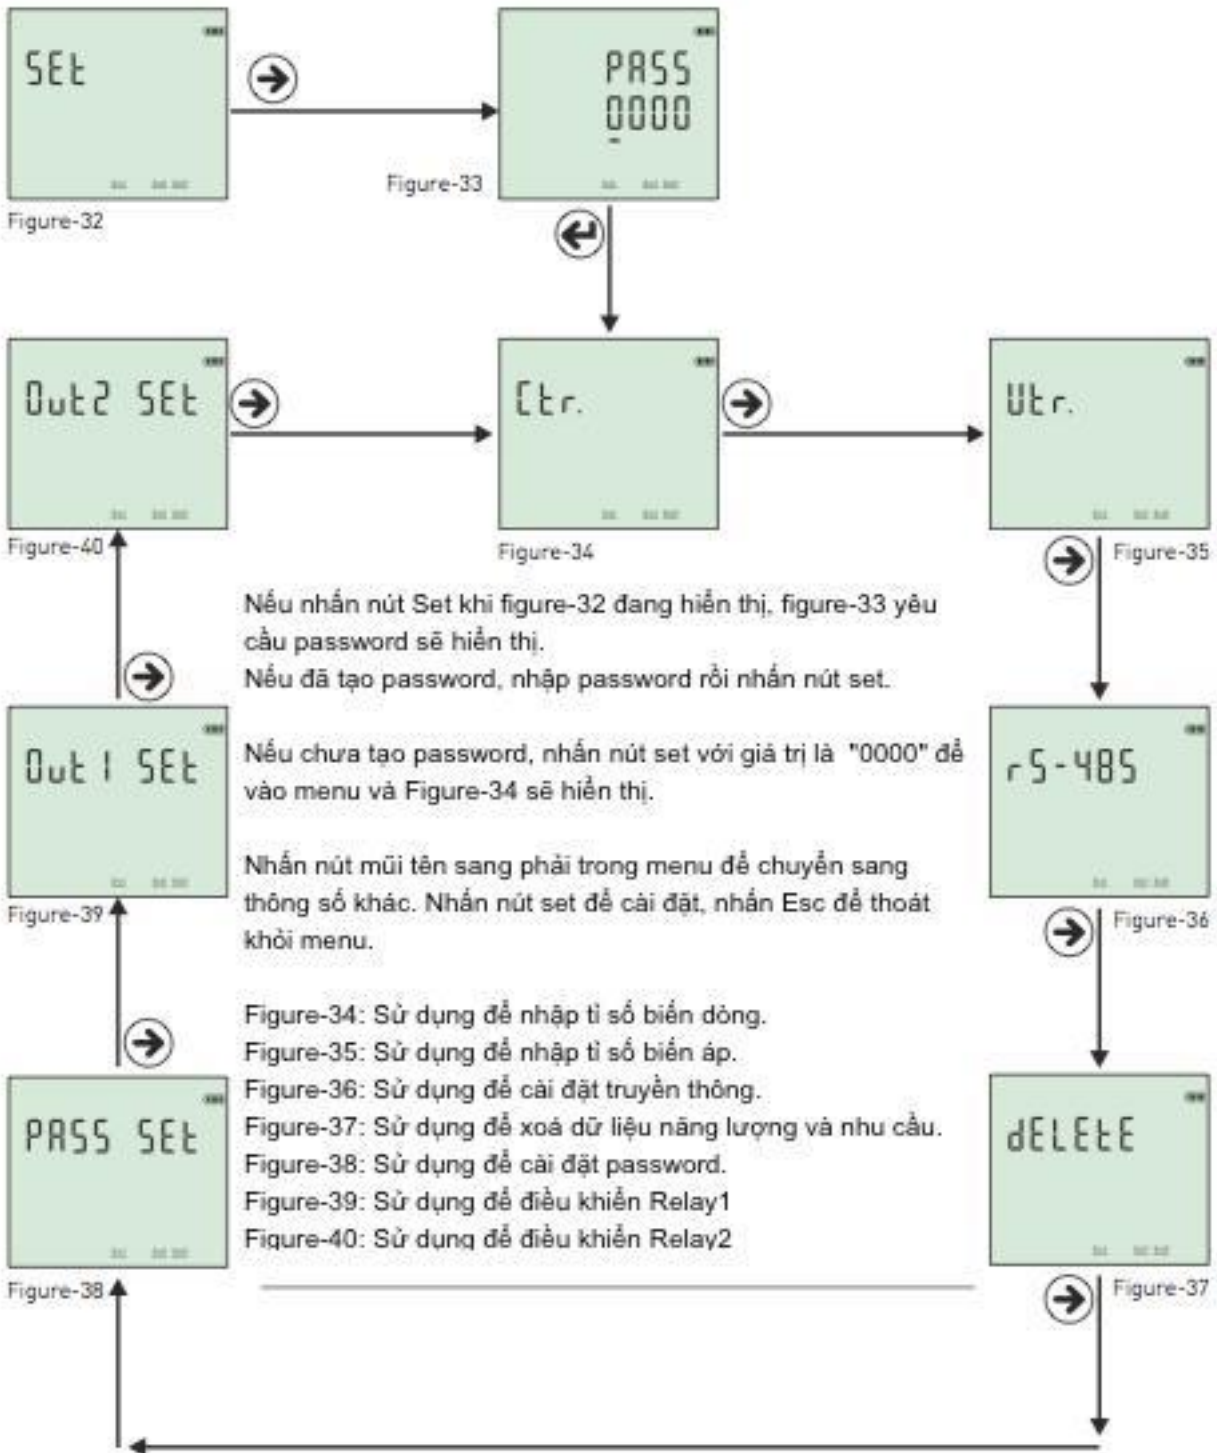 SEt
PASS
0000
Figure-33
Figure-32
Out2 SEt
Ctr.
Utr.
Figure-40
Figure-34
Figure-35
Nếu nhấn nút Set khi figure-32 đang hiển thị, figure-33 yêu
cầu password sẽ hiển thị.
Nếu đã tạo password, nhập password rồi nhấn nút set.
Nếu chưa tạo password, nhấn nút set với giá trị là "0000" để
vào menu và Figure-34 sẽ hiển thị.
Out1 SEt
rS-485
Figure-39
Figure-36
Nhấn nút mũi tên sang phải trong menu để chuyển sang
thông số khác. Nhấn nút set để cài đặt, nhấn Esc để thoát
khỏi menu.
Figure-34: Sử dụng để nhập tỉ số biến dòng.
Figure-35: Sử dụng để nhập tỉ số biến áp.
Figure-36: Sử dụng để cài đặt truyền thông.
Figure-37: Sử dụng để xoá dữ liệu năng lượng và nhu cầu.
Figure-38: Sử dụng để cài đặt password.
Figure-39: Sử dụng để điều khiển Relay1
Figure-40: Sử dụng để điều khiển Relay2
PASS SEt
dELEtE
Figure-38
Figure-37